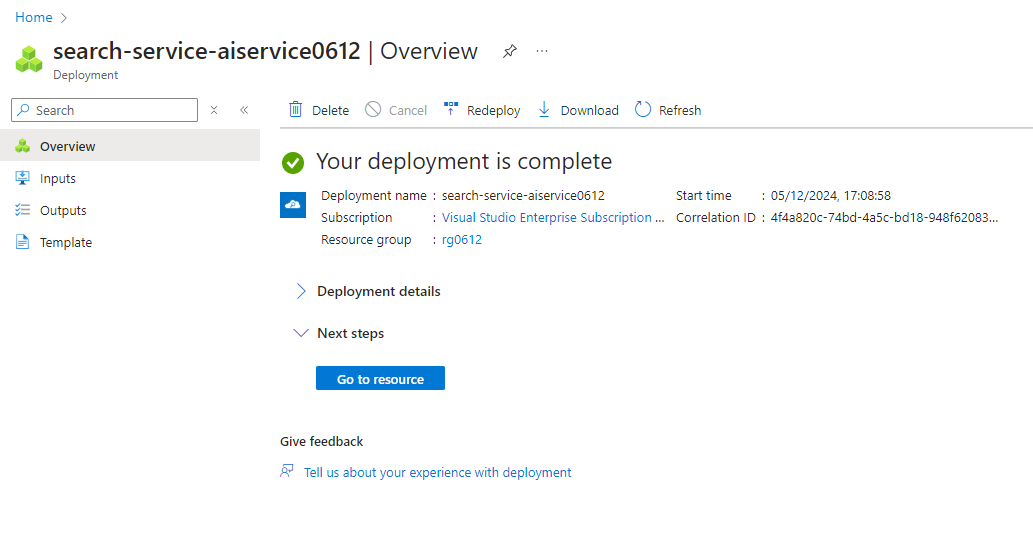 Home
search-service-aiservice0612 | Overview ...
Deployment
Search
Delete Cancel Redeploy Download Refresh
Overview
Inputs
Outputs
Template
Your deployment is complete
Deployment name : search-service-aiservice0612 Start time : 05/12/2024, 17:08:58
Subscription : Visual Studio Enterprise Subscription ... Correlation ID : 4f4a820c-74bd-4a5c-bd18-948f62083...
Resource group : rg0612
Deployment details
Next steps
Go to resource
Give feedback
Tell us about your experience with deployment